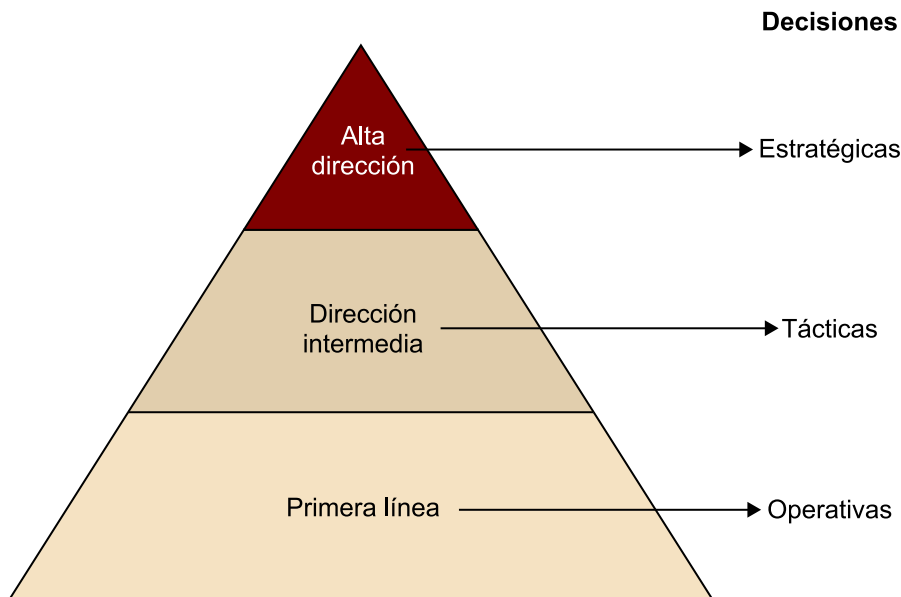 Decisiones
Alta
dirección
Estratégicas
Dirección
intermedia
Tácticas
Primera línea
Operativas